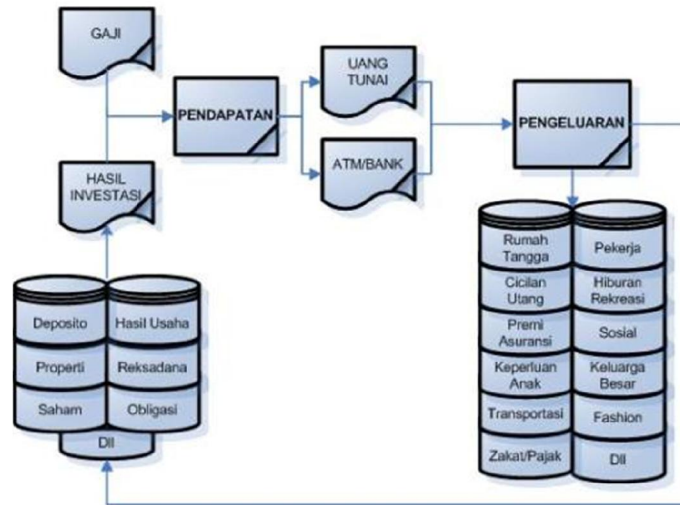 GAJI
PENDAPATAN
UANG
TUNAI
ATM/BANK
PENGELUARAN
HASIL
INVESTASI
Deposito
Hasil Usaha
Properti
Reksadana
Saham
Obligasi
Dll
Rumah
Tangga
Pekerja
Cicilan
Utang
Hiburan
Rekreasi
Premi
Asuransi
Sosial
Keperluan
Anak
Keluarga
Besar
Transportasi
Fashion
Zakat/Pajak
Dll